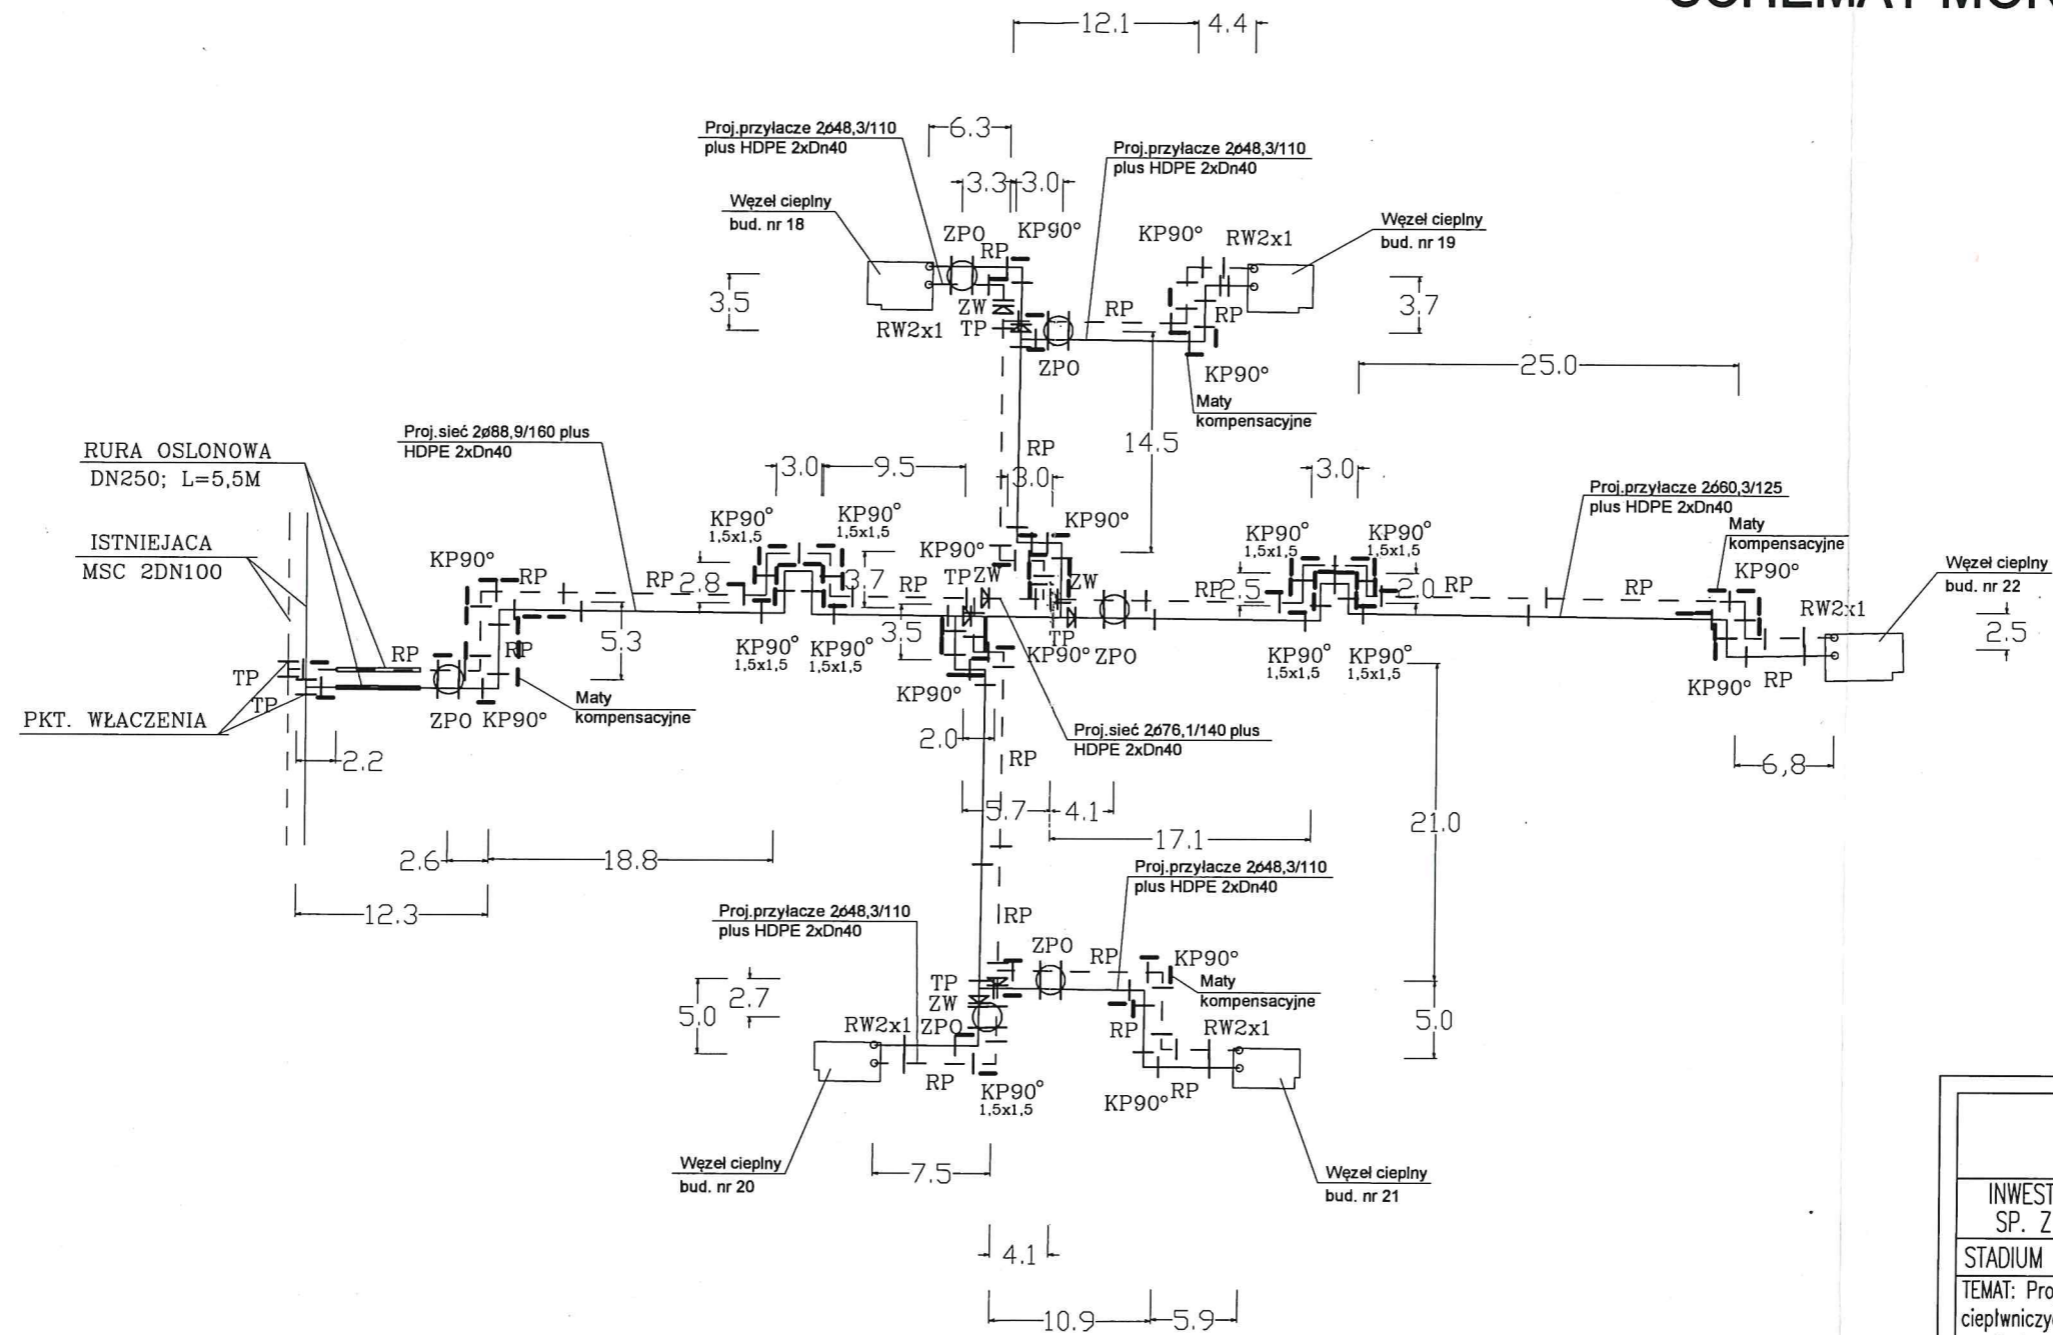 12.1
4.4
6.3
Proj.przyłacze 2ø48,3/110
plus HDPE 2xDn40
Proj.przyłacze 2ø48,3/110
plus HDPE 2xDn40
3.3
3.0
Węzeł cieplny
bud. nr 18
ZPO
RP
KP90°
KP90°
RW2x1
Węzeł cieplny
bud. nr 19
3.5
ZW
TP
RW2x1
RP
RP
3.7
ZPO
KP90°
25.0
Maty
kompensacyjne
Proj.sieć 2ø88,9/160 plus
HDPE 2xDn40
RURA OSLONOWA
DN250; L=5,5M
14.5
RP
3.0
9.5
3.0
3.0
Proj.przyłacze 2ø60,3/125
plus HDPE 2xDn40
ISTNIEJACA
MSC 2DN100
KP90°
1,5x1,5
KP90°
1,5x1,5
KP90°
KP90°
KP90°
1,5x1,5
KP90°
1,5x1,5
Maty
kompensacyjne
KP90°
RP
RP
2.8
3.7
RP
TP
ZW
ZW
RP
2.5
2.0
RP
RP
KP90°
RW2x1
Węzeł cieplny
bud. nr 22
2.5
5.3
3.5
TP
KP90°
1,5x1,5
KP90°
1,5x1,5
KP90°
ZPO
KP90°
1,5x1,5
KP90°
1,5x1,5
RP
RP
TP
TP
KP90°
KP90°
RP
Maty
kompensacyjne
ZPO
KP90°
PKT. WŁACZENIA
2.2
2.0
RP
Proj.sieć 2ø76,1/140 plus
HDPE 2xDn40
6,8
5.7
4.1
21.0
17.1
2.6
18.8
12.3
Proj.przyłacze 2ø48,3/110
plus HDPE 2xDn40
Proj.przyłacze 2ø48,3/110
plus HDPE 2xDn40
RP
ZPO
RP
KP90°
Maty
kompensacyjne
TP
ZW
5.0
2.7
RW2x1
ZPO
RP
RW2x1
5.0
RP
KP90°
1,5x1,5
KP90°
RP
Węzeł cieplny
bud. nr 20
7.5
Węzeł cieplny
bud. nr 21
4.1
10.9
5.9
STADIUM
SP. Z